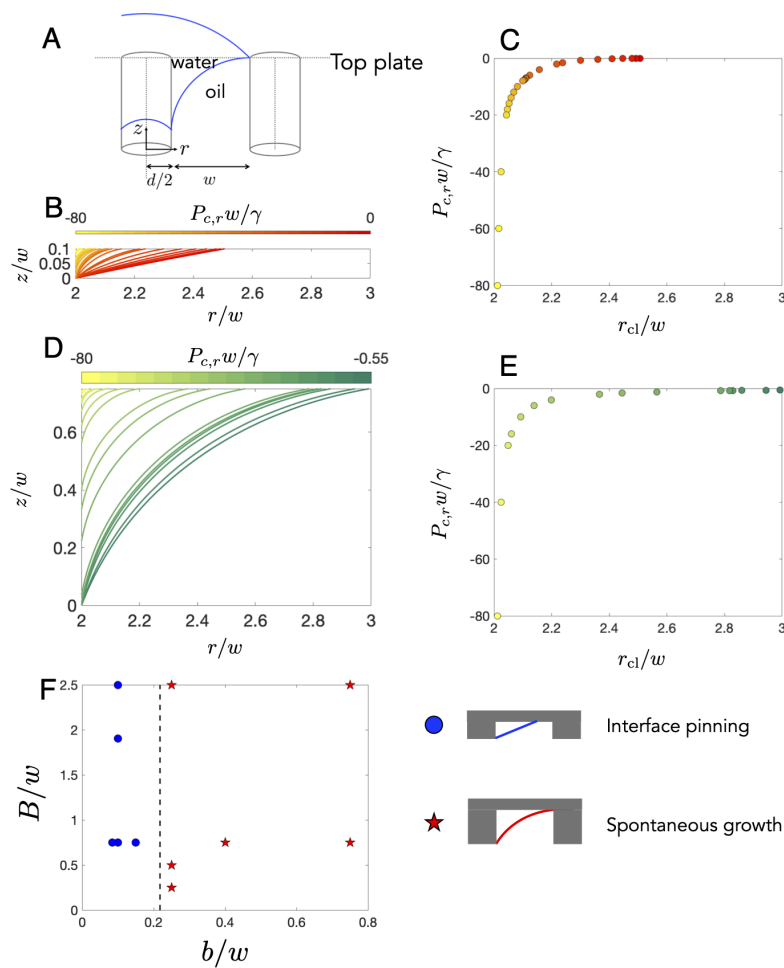 A
water
Top plate
oil
z
r
d/2
w
B
P_{c,r}w/γ
-80
0
z/w
0.1
0.05
0
2
2.2
2.4
2.6
2.8
3
r/w
C
P_{c,r}w/γ
0
-20
-40
-60
-80
2
2.2
2.4
2.6
2.8
3
r_{cl}/w
D
P_{c,r}w/γ
-80
-0.55
z/w
0.6
0.4
0.2
0
2
2.2
2.4
2.6
2.8
3
r/w
E
P_{c,r}w/γ
0
-20
-40
-60
-80
2
2.2
2.4
2.6
2.8
3
r_{cl}/w
F
B/w
2.5
2
1.5
1
0.5
0
0
0.2
0.4
0.6
0.8
b/w
Interface pinning
Spontaneous growth